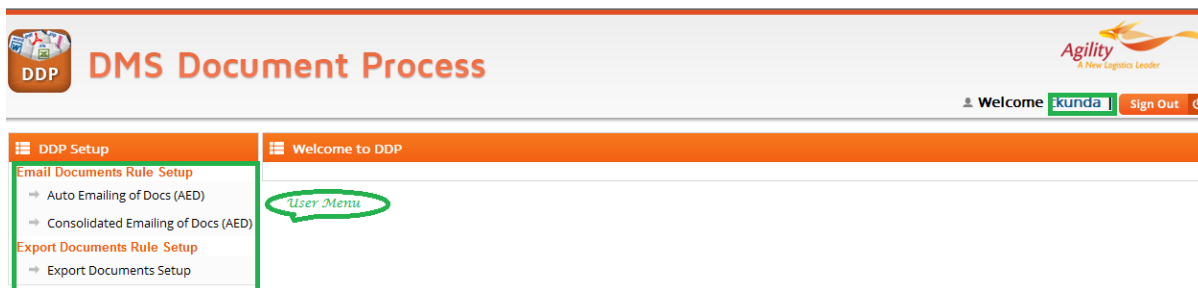 DDP
DMS Document Process
Agility
A New Logistics Leader
Welcome ckunda |
Sign Out
DDP Setup
Welcome to DDP
Email Documents Rule Setup
Auto Emailing of Docs (AED)
User Menu
Consolidated Emailing of Docs (AED)
Export Documents Rule Setup
Export Documents Setup